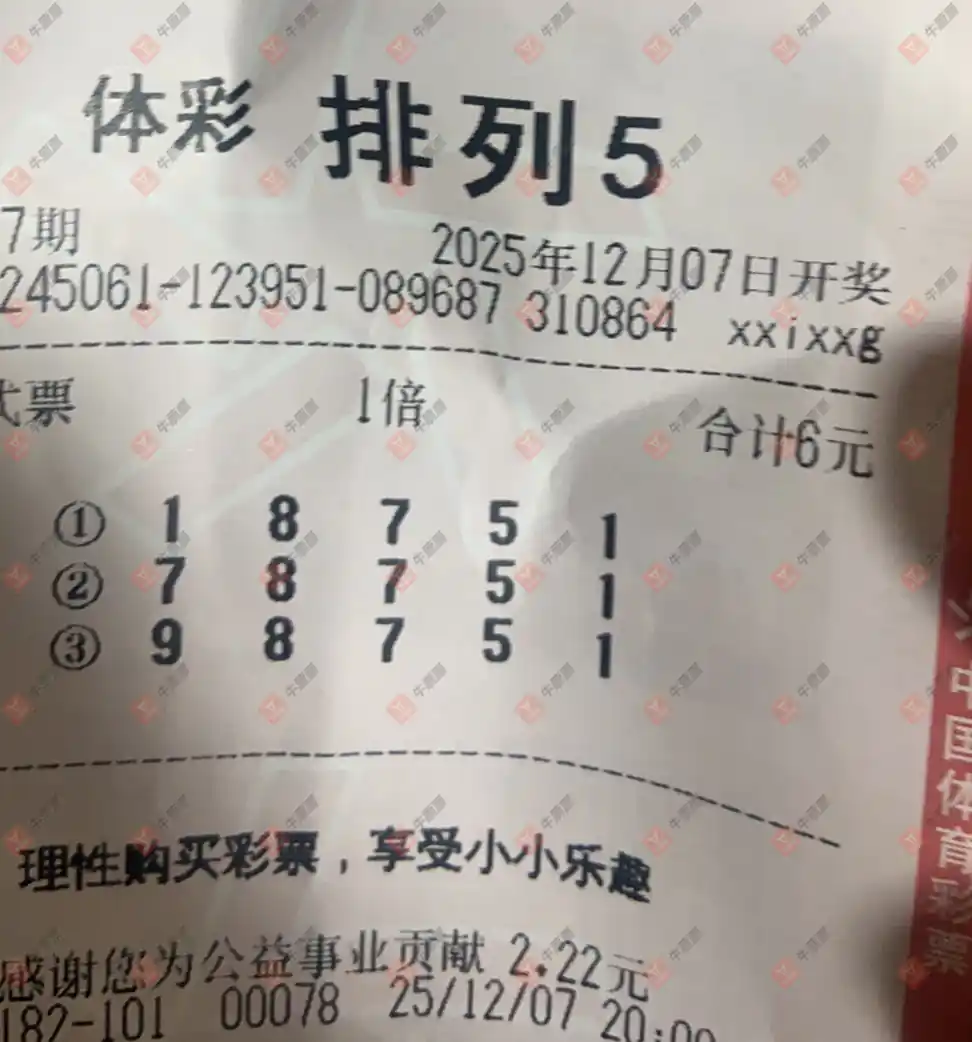 体彩 排列5
7期 2025年12月07日开奖
245061-123951-089687 310864 xxixxg
式票 1倍 合计6元
① 1 8 7 5 1
② 7 8 7 5 1
③ 9 8 7 5 1
理性购买彩票，享受小小乐趣
感谢您为公益事业贡献 2.22元
182-101 00078 25/12/07 20:00
中国体育彩票